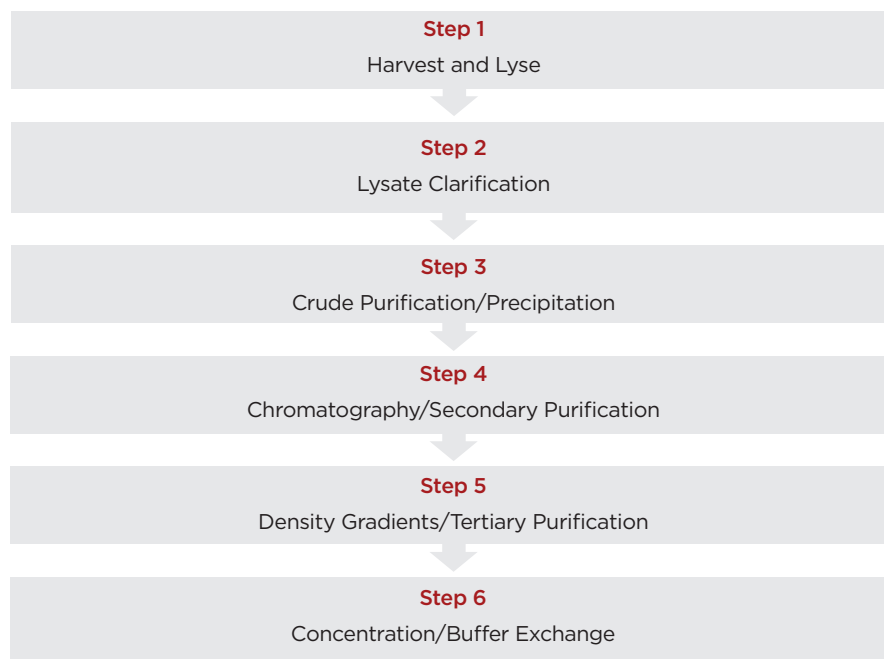 Step 1
Harvest and Lyse
Step 2
Lysate Clarification
Step 3
Crude Purification/Precipitation
Step 4
Chromatography/Secondary Purification
Step 5
Density Gradients/Tertiary Purification
Step 6
Concentration/Buffer Exchange